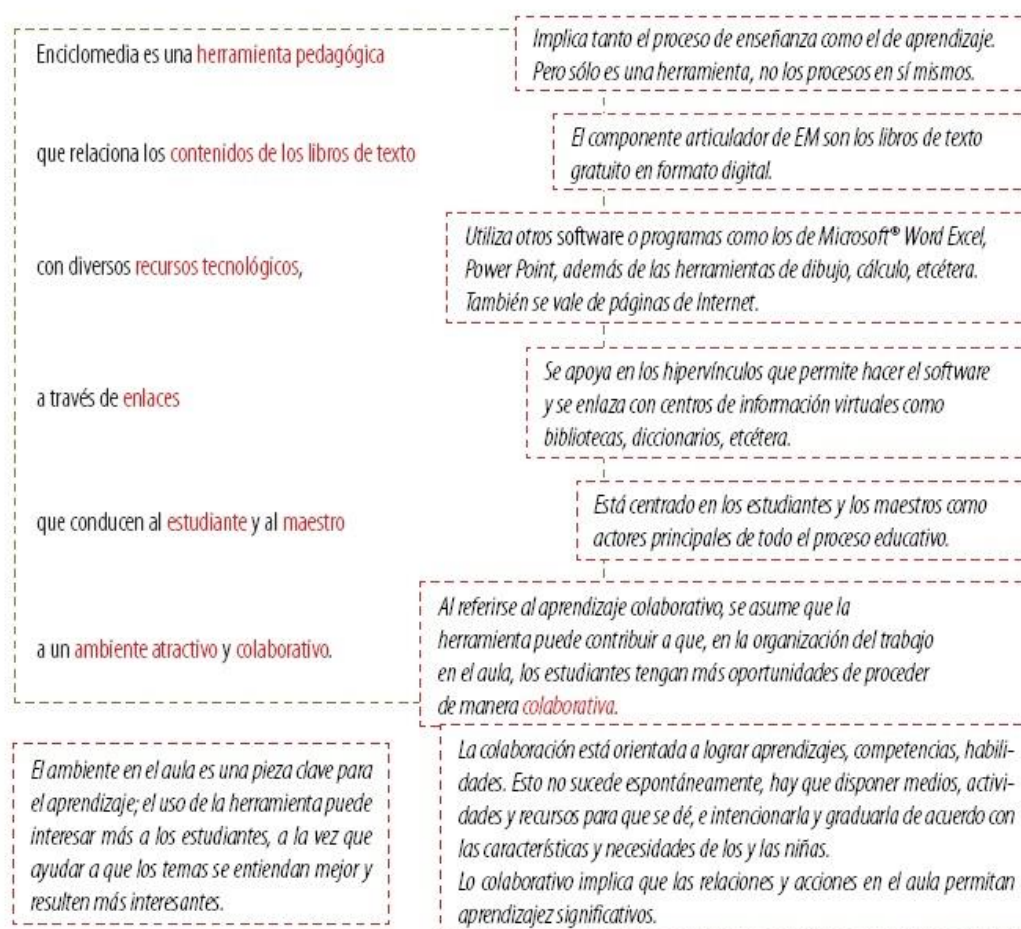 Enciclomedia es una herramienta pedagógica
Implica tanto el proceso de enseñanza como el de aprendizaje.
Pero sólo es una herramienta, no los procesos en sí mismos.
que relaciona los contenidos de los libros de texto
El componente articulador de EM son los libros de texto
gratuito en formato digital.
con diversos recursos tecnológicos,
Utiliza otros software o programas como los de Microsoft® Word Excel,
Power Point, además de las herramientas de dibujo, cálculo, etcétera.
También se vale de páginas de Internet.
a través de enlaces
Se apoya en los hipervínculos que permite hacer el software
y se enlaza con centros de información virtuales como
bibliotecas, diccionarios, etcétera.
que conducen al estudiante y al maestro
Está centrado en los estudiantes y los maestros como
actores principales de todo el proceso educativo.
a un ambiente atractivo y colaborativo.
Al referirse al aprendizaje colaborativo, se asume que la
herramienta puede contribuir a que, en la organización del trabajo
en el aula, los estudiantes tengan más oportunidades de proceder
de manera colaborativa.
El ambiente en el aula es una pieza clave para
el aprendizaje; el uso de la herramienta puede
interesar más a los estudiantes, a la vez que
ayudar a que los temas se entiendan mejor y
resulten más interesantes.
La colaboración está orientada a lograr aprendizajes, competencias, habili-
dades. Esto no sucede espontáneamente, hay que disponer medios, activi-
dades y recursos para que se dé, e intencionarla y graduarla de acuerdo con
las características y necesidades de los y las niñas.
Lo colaborativo implica que las relaciones y acciones en el aula permitan
aprendizajez significativos.